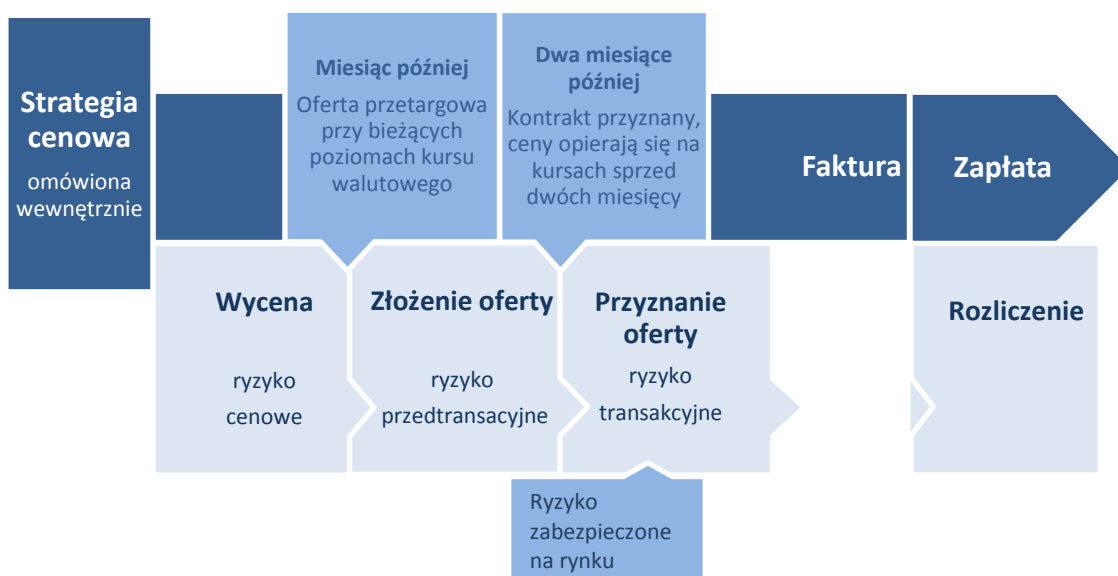 Strategia
cenowa
omówiona
wewnętrznie
Miesiąc później
Oferta przetargowa
przy bieżących
poziomach kursu
walutowego
Dwa miesiące
później
Kontrakt przyznany,
ceny opierają się na
kursach sprzed
dwóch miesięcy
Faktura
Zapłata
Wycena
ryzyko
cenowe
Złożenie oferty
ryzyko
przedtransacyjne
Przyznanie
oferty
ryzyko
transakcyjne
Rozliczenie
Ryzyko
zabezpieczone
na rynku